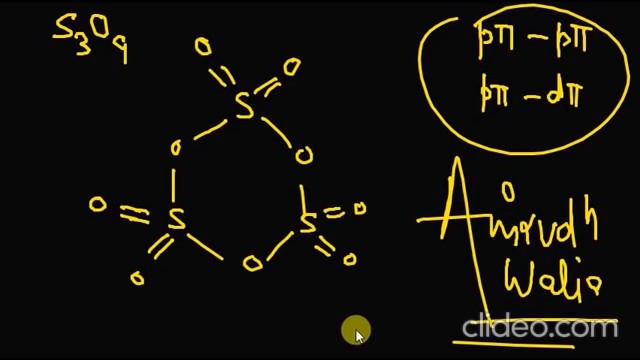 S3O9
pπ – pπ
pπ – dπ
O O
S
O O
O S S O
O O O
Anirudh
Walia
clideo.com